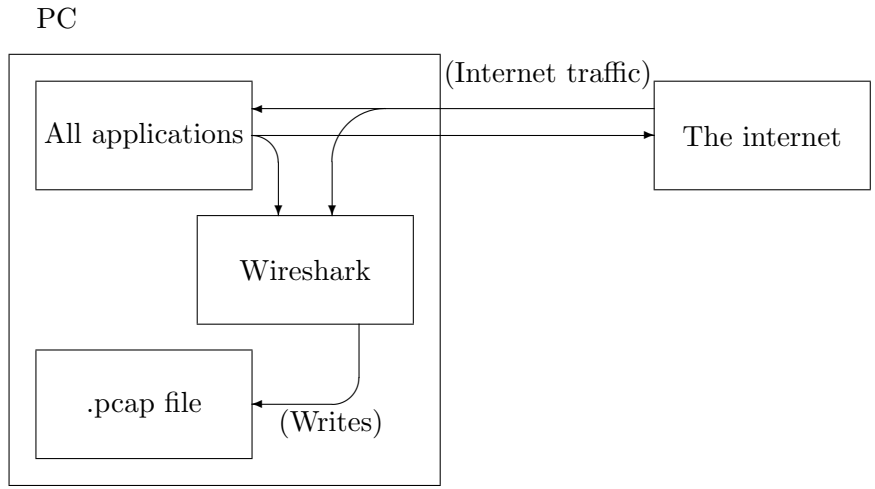 PC
(Internet traffic)
All applications
The internet
Wireshark
.pcap file
(Writes)